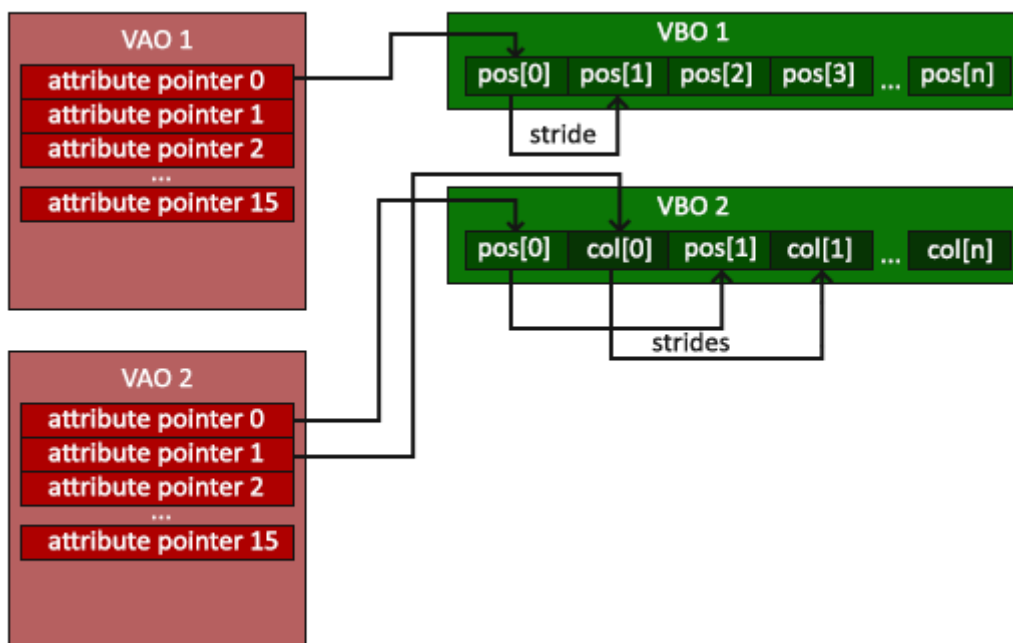 VAO 1
attribute pointer 0
attribute pointer 1
attribute pointer 2
...
attribute pointer 15
VBO 1
pos[0] pos[1] pos[2] pos[3] ... pos[n]
stride
VBO 2
pos[0] col[0] pos[1] col[1] ... col[n]
strides
VAO 2
attribute pointer 0
attribute pointer 1
attribute pointer 2
...
attribute pointer 15